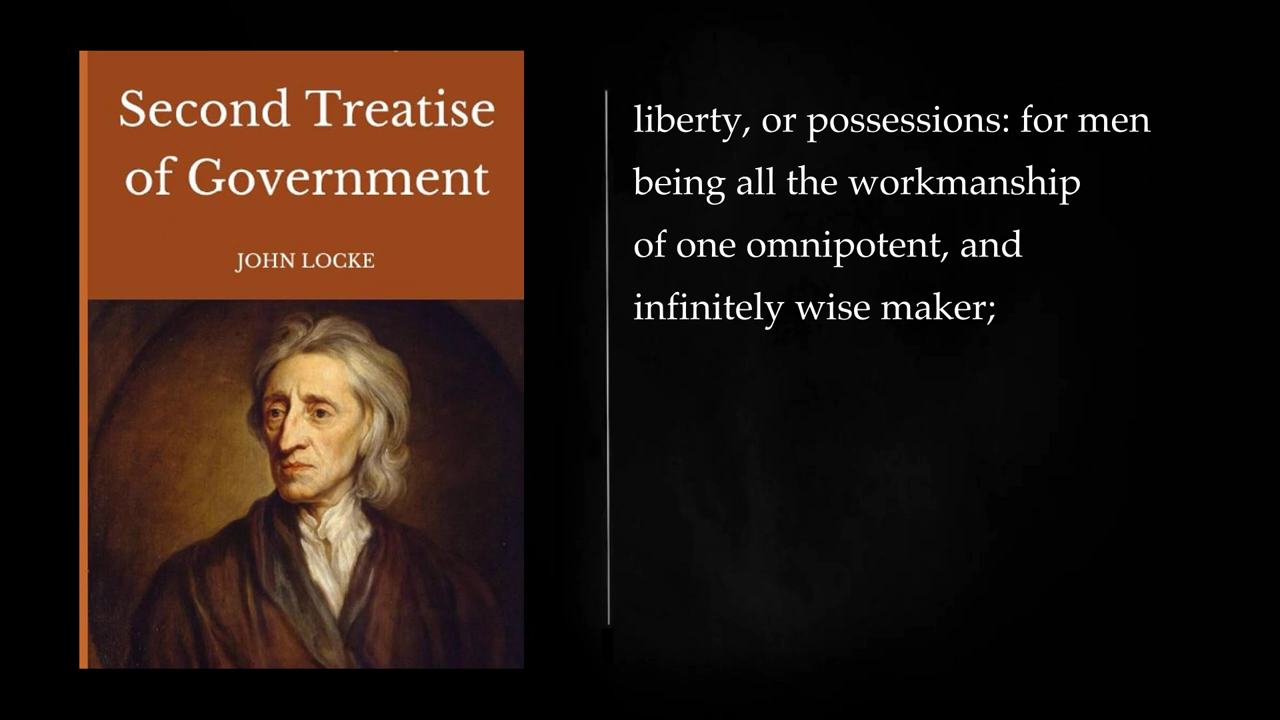 Second Treatise
of Government
JOHN LOCKE
liberty, or possessions: for men
being all the workmanship
of one omnipotent, and
infinitely wise maker;